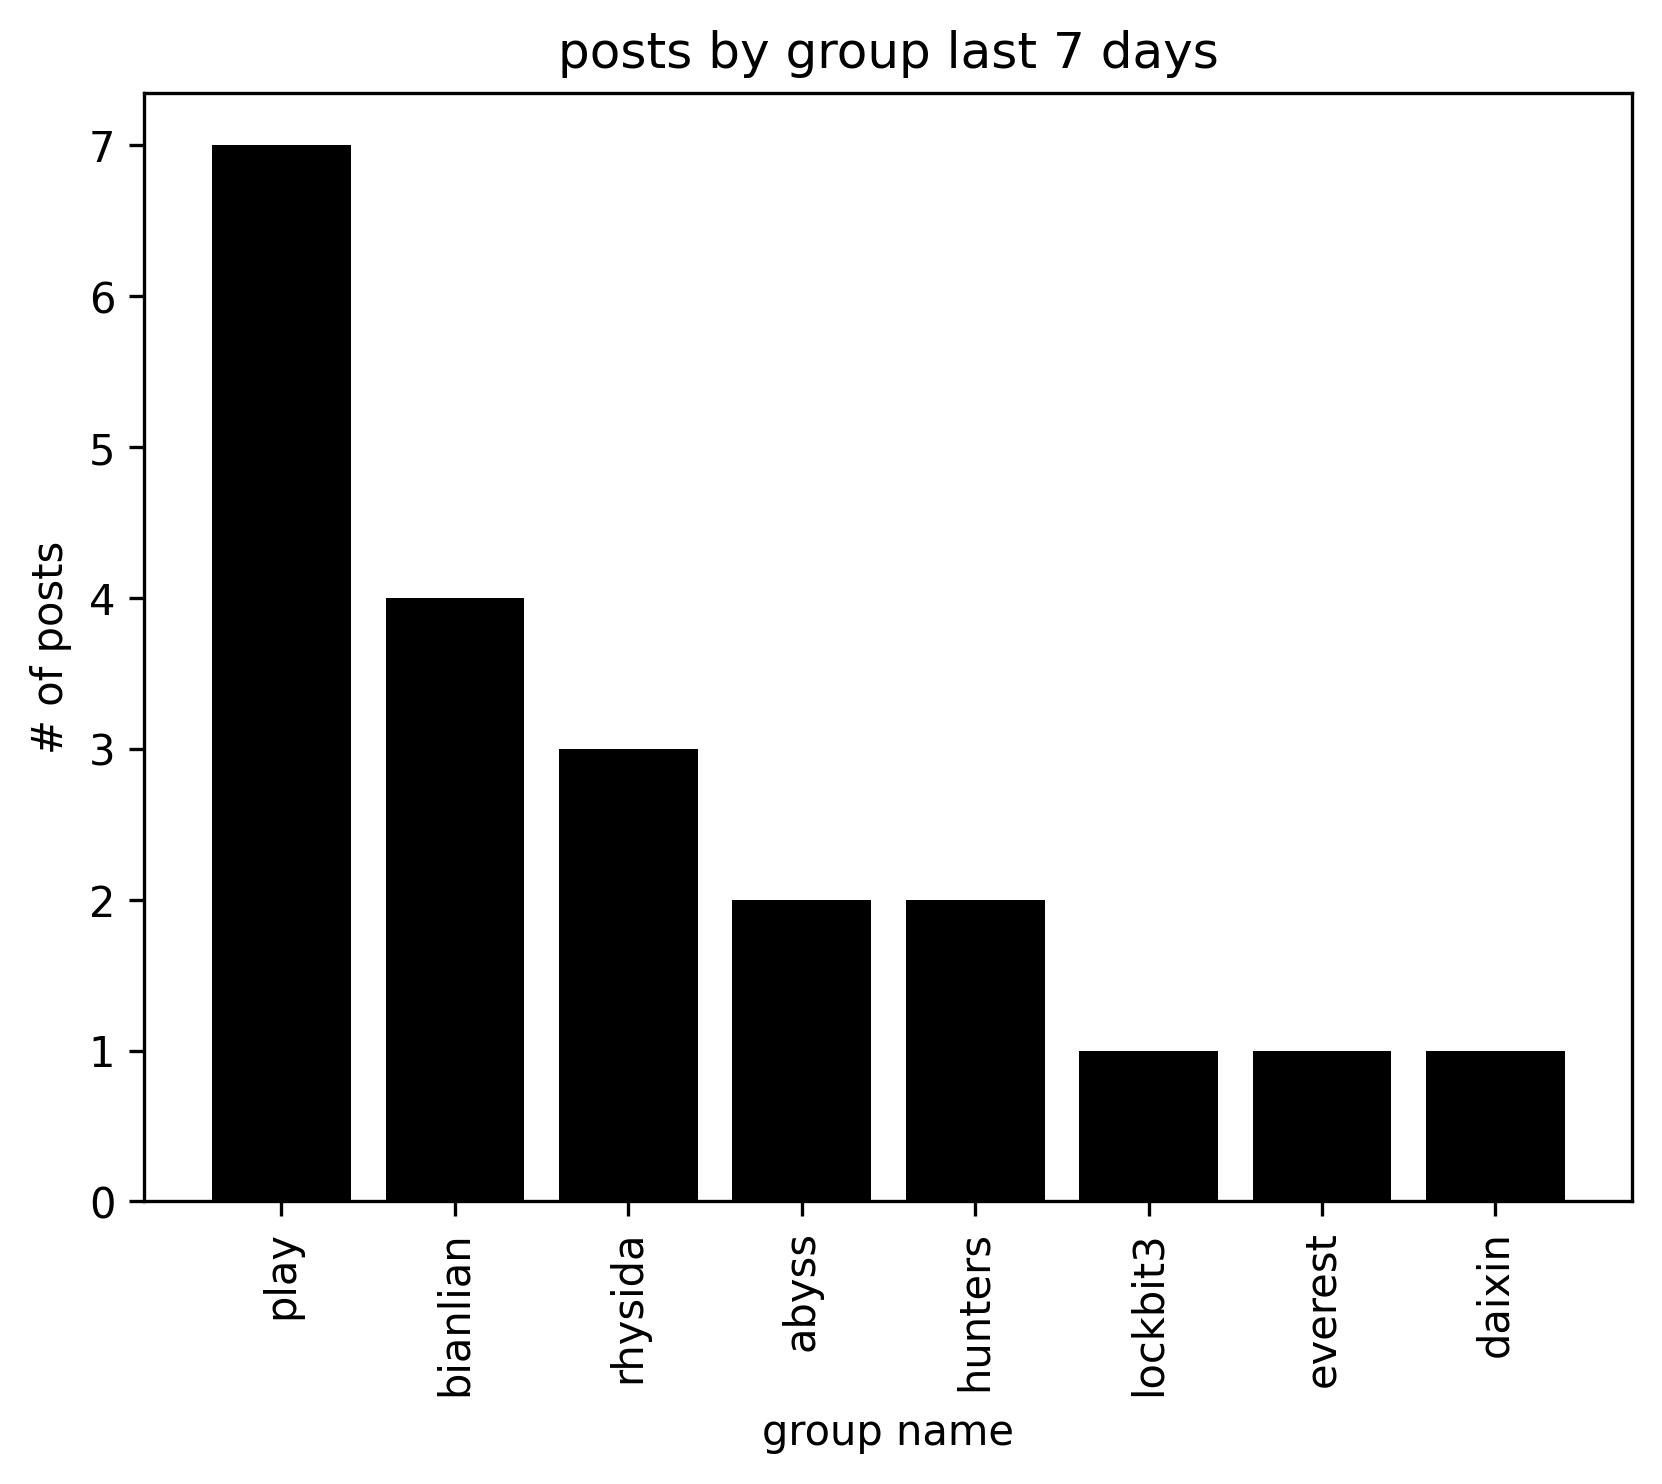 posts by group last 7 days
7
6
5
4
3
2
1
0
# of posts
play
bianlian
rhysida
abyss
hunters
lockbit3
everest
daixin
group name